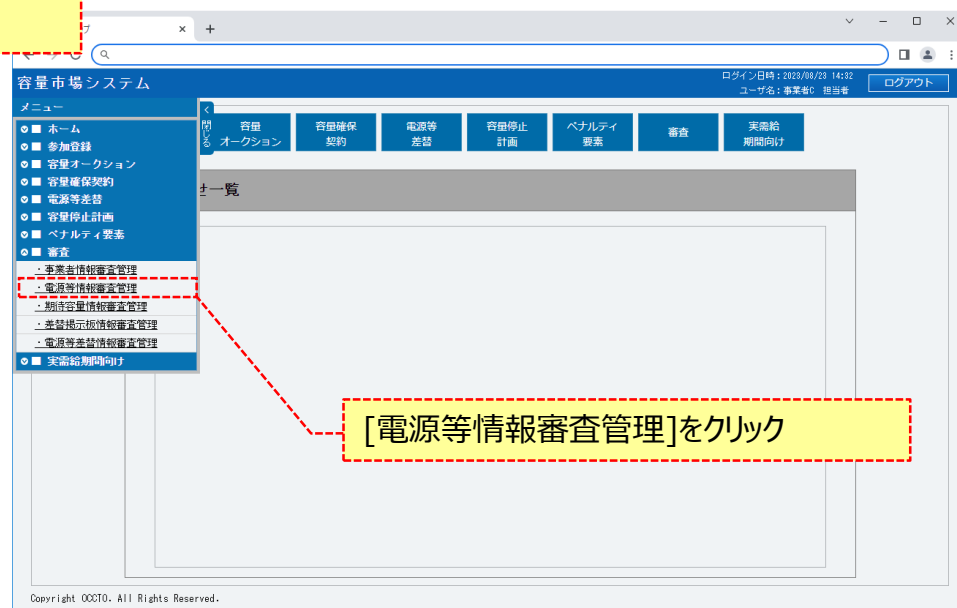 ブ × +
容量市場システム
ログイン日時：2023/08/23 14:32
ユーザ名：事業者C 担当者
ログアウト
メニュー
<
閉じる
ホーム
参加登録
容量オークション
容量確保契約
電源等差替
容量停止計画
ペナルティ要素
審査
・事業者情報審査管理
・電源等情報審査管理
・期待容量情報審査管理
・差替掲示板情報審査管理
・電源等差替情報審査管理
実需給期間向け
容量
オークション
容量確保
契約
電源等
差替
容量停止
計画
ペナルティ
要素
審査
実需給
期間向け
せ一覧
[電源等情報審査管理]をクリック
Copyright OCCTO. All Rights Reserved.